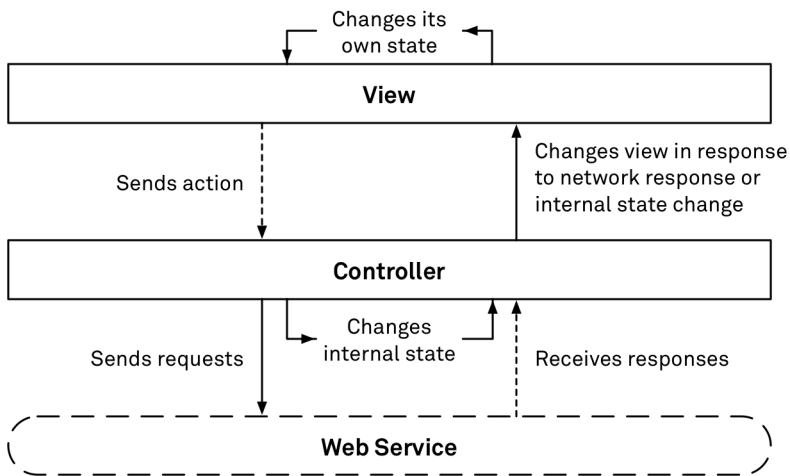 Changes its
own state
View
Sends action
Changes view in response
to network response or
internal state change
Controller
Changes
internal state
Sends requests
Receives responses
Web Service